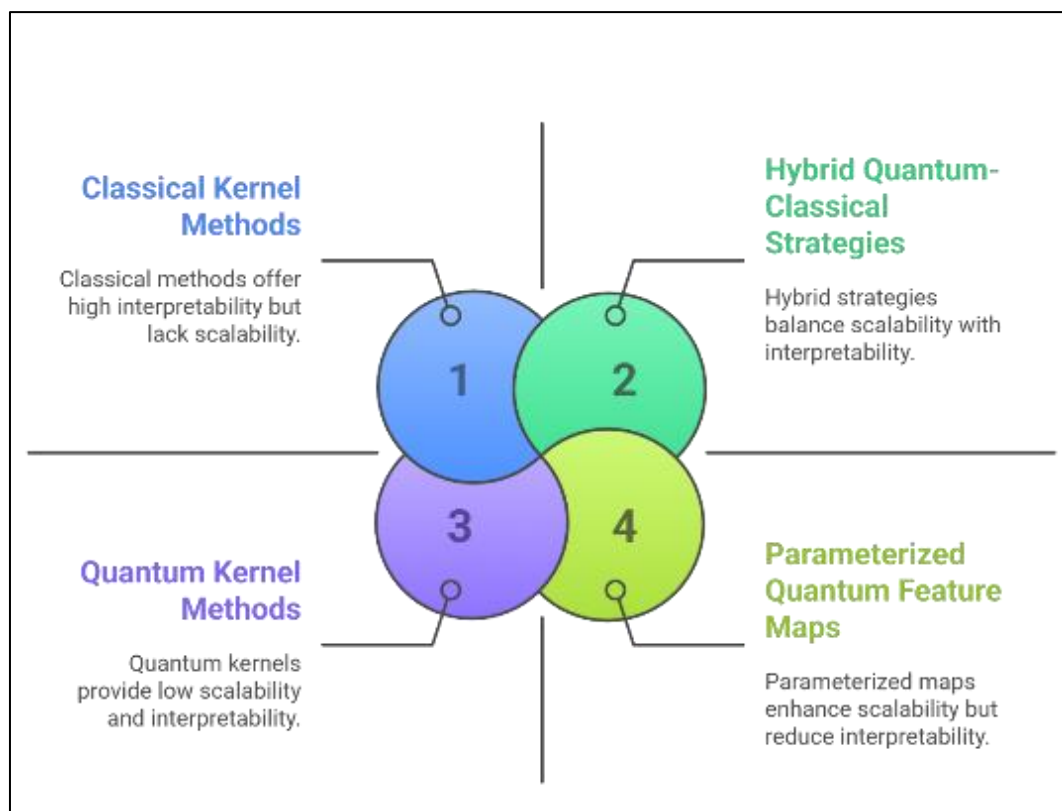 Classical Kernel
Methods
Classical methods offer
high interpretability but
lack scalability.
1
Hybrid Quantum-
Classical
Strategies
Hybrid strategies
balance scalability with
interpretability.
2
Quantum Kernel
Methods
Quantum kernels
provide low scalability
and interpretability.
3
Parameterized
Quantum Feature
Maps
Parameterized maps
enhance scalability but
reduce interpretability.
4